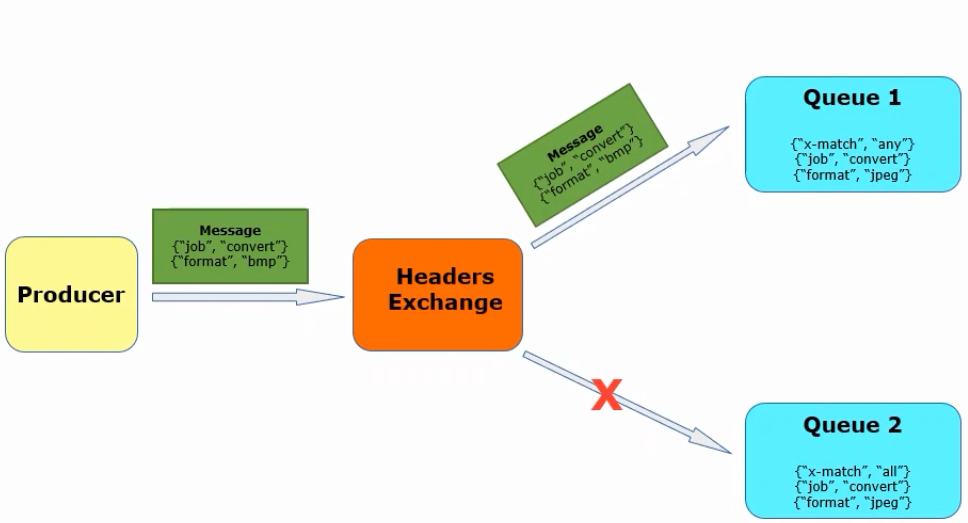 Producer
Message
{“job”, “convert”}
{“format”, “bmp”}
Headers
Exchange
Message
{“job”, “convert”}
{“format”, “bmp”}
X
Queue 1
{“x-match”, “any”}
{“job”, “convert”}
{“format”, “jpeg”}
Queue 2
{“x-match”, “all”}
{“job”, “convert”}
{“format”, “jpeg”}